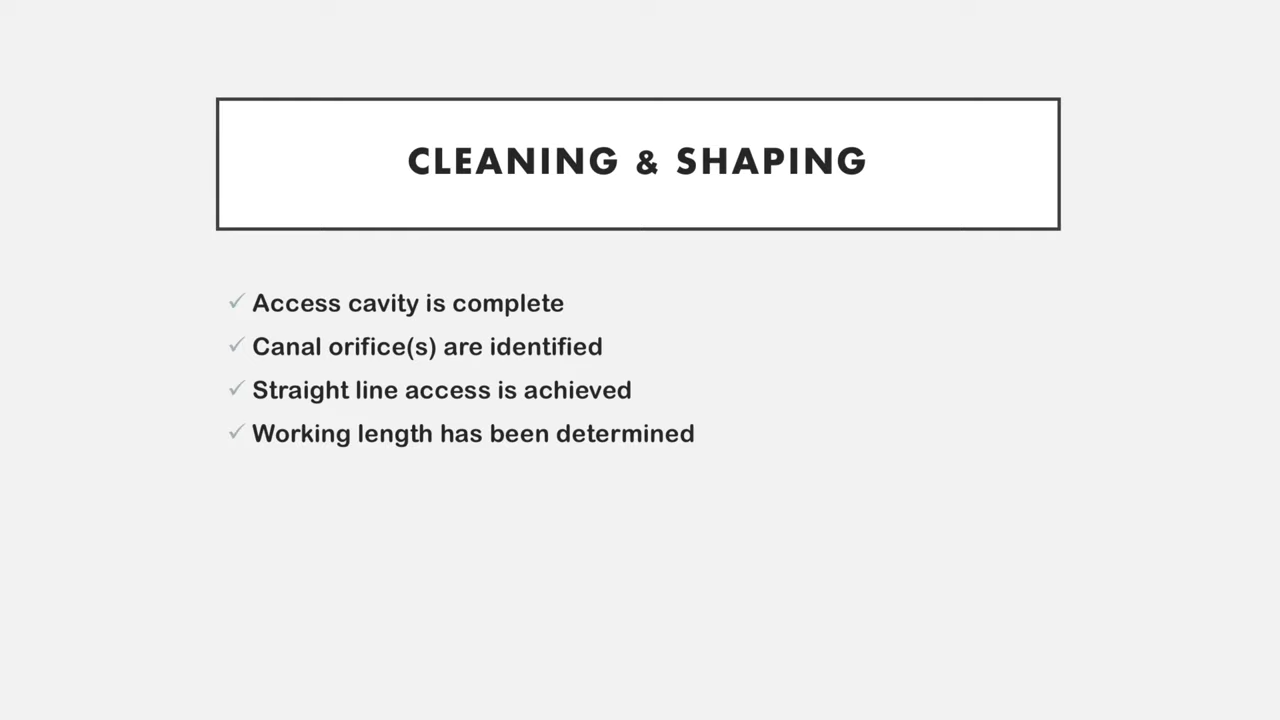 CLEANING & SHAPING
✓ Access cavity is complete
✓ Canal orifice(s) are identified
✓ Straight line access is achieved
✓ Working length has been determined